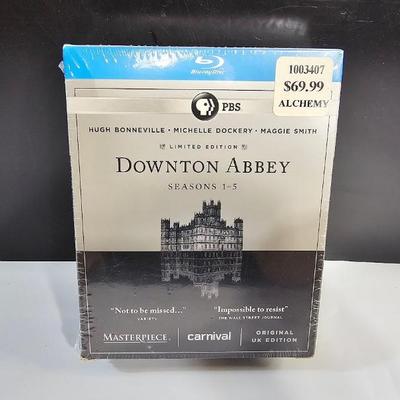 Blu-ray Disc
1003407
$69.99
ALCHEMY
PBS
HUGH BONNEVILLE • MICHELLE DOCKERY • MAGGIE SMITH
LIMITED EDITION
DOWNTON ABBEY
SEASONS 1–5
"Not to be missed..."
VARIETY
"Impossible to resist"
THE WALL STREET JOURNAL
MASTERPIECE.
carnival
ORIGINAL
UK EDITION